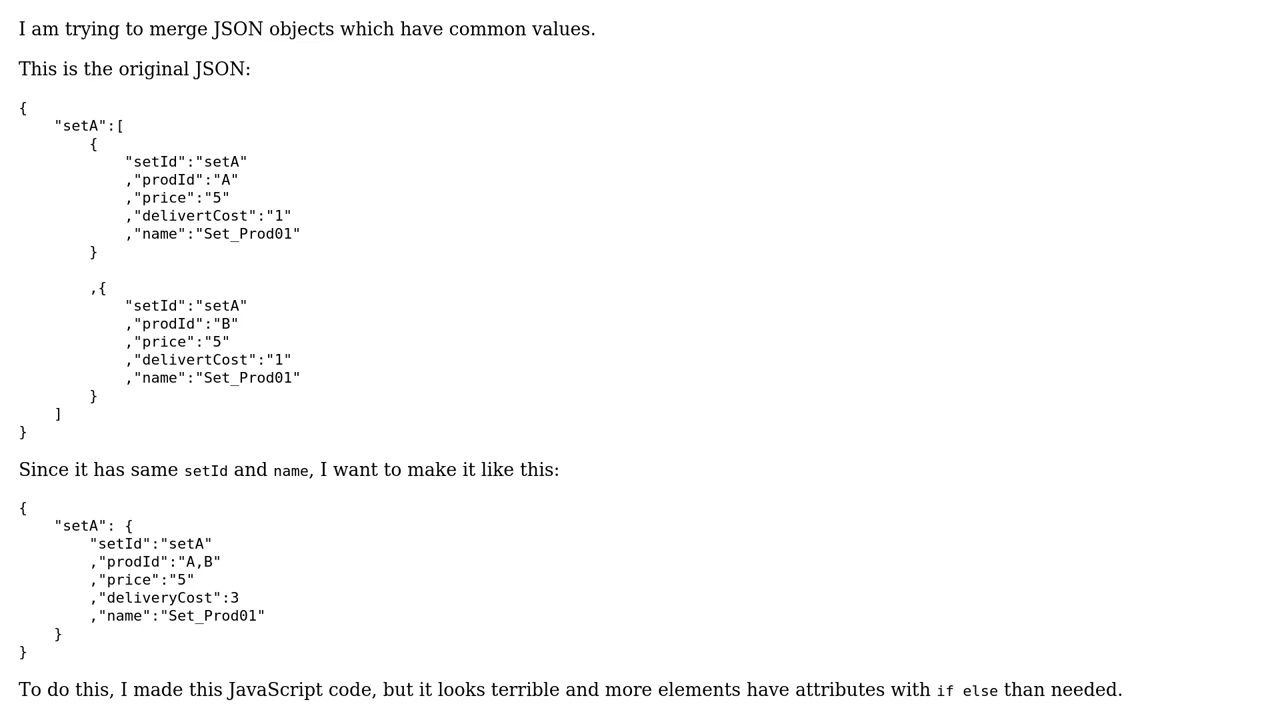 I am trying to merge JSON objects which have common values.
This is the original JSON:
{
    "setA":[
        {
            "setId":"setA"
            ,"prodId":"A"
            ,"price":"5"
            ,"delivertCost":"1"
            ,"name":"Set_Prod01"
        }
        ,{
            "setId":"setA"
            ,"prodId":"B"
            ,"price":"5"
            ,"delivertCost":"1"
            ,"name":"Set_Prod01"
        }
    ]
}
Since it has same setId and name, I want to make it like this:
{
    "setA": {
        "setId":"setA"
        ,"prodId":"A,B"
        ,"price":"5"
        ,"deliveryCost":3
        ,"name":"Set_Prod01"
    }
}
To do this, I made this JavaScript code, but it looks terrible and more elements have attributes with if else than needed.